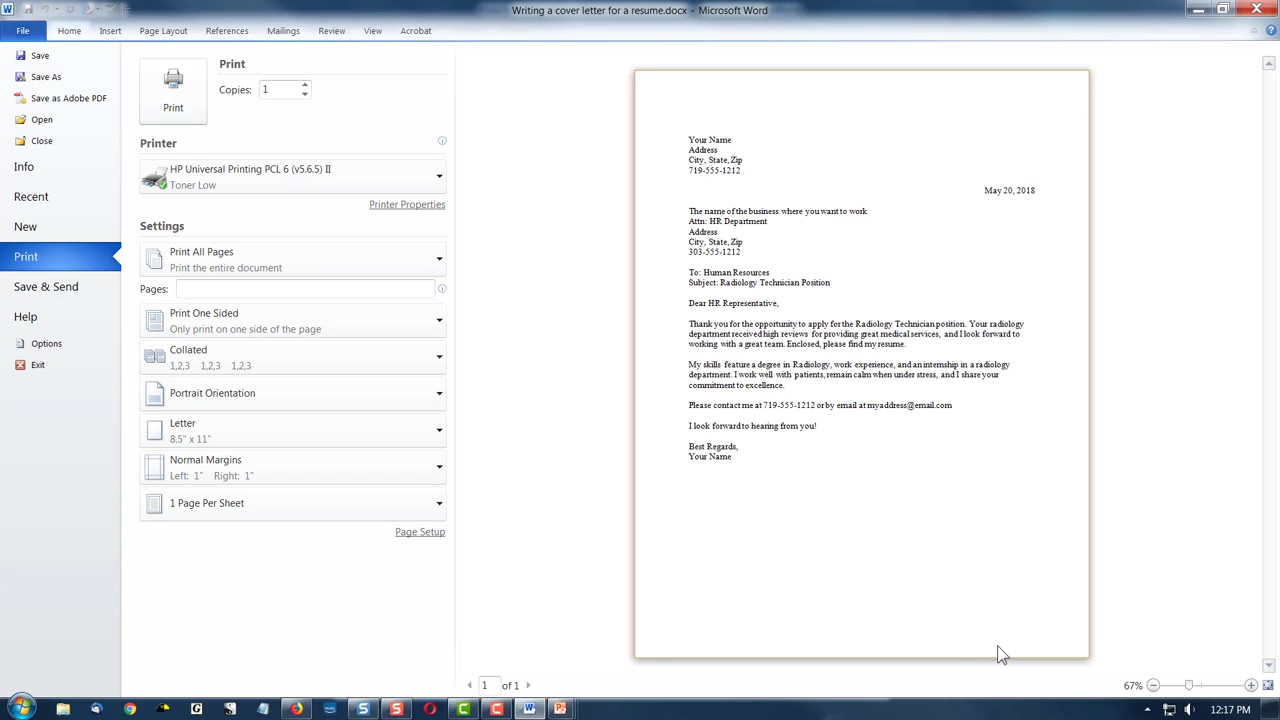 Writing a cover letter for a resume.docx - Microsoft Word
File Home Insert Page Layout References Mailings Review View Acrobat
Save
Save As
Save as Adobe PDF
Open
Close
Info
Recent
New
Print
Save & Send
Help
Options
Exit
Print
Print
Copies: 1
Printer
HP Universal Printing PCL 6 (v5.6.5) II
Toner Low
Printer Properties
Settings
Print All Pages
Print the entire document
Pages:
Print One Sided
Only print on one side of the page
Collated
1,2,3 1,2,3 1,2,3
Portrait Orientation
Letter
8.5" x 11"
Normal Margins
Left: 1" Right: 1"
1 Page Per Sheet
Page Setup
Your Name
Address
City, State, Zip
719-555-1212
May 20, 2018
The name of the business where you want to work
Attn: HR Department
Address
City, State, Zip
303-555-1212
To: Human Resources
Subject: Radiology Technician Position
Dear HR Representative,
Thank you for the opportunity to apply for the Radiology Technician position. Your radiology
department received high reviews for providing great medical services, and I look forward to
working with a great team. Enclosed, please find my resume.
My skills feature a degree in Radiology, work experience, and an internship in a radiology
department. I work well with patients, remain calm when under stress, and I share your
commitment to excellence.
Please contact me at 719-555-1212 or by email at myaddress@email.com
I look forward to hearing from you!
Best Regards,
Your Name
1 of 1
67%
12:17 PM